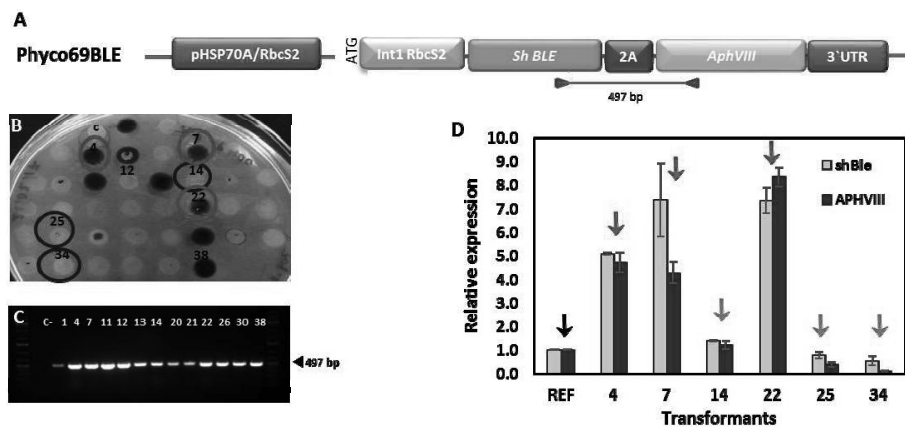 A
Phyco69BLE
pHSP70A/RbcS2
ATG
Int1 RbcS2
Sh BLE
2A
AphVIII
3`UTR
497 bp
B
c
4
7
12
14
22
25
34
38
C
C- 1 4 7 11 12 13 14 20 21 22 26 30 38
497 bp
D
Relative expression
10.0
9.0
8.0
7.0
6.0
5.0
4.0
3.0
2.0
1.0
0.0
shBle
APHVIII
REF 4 7 14 22 25 34
Transformants